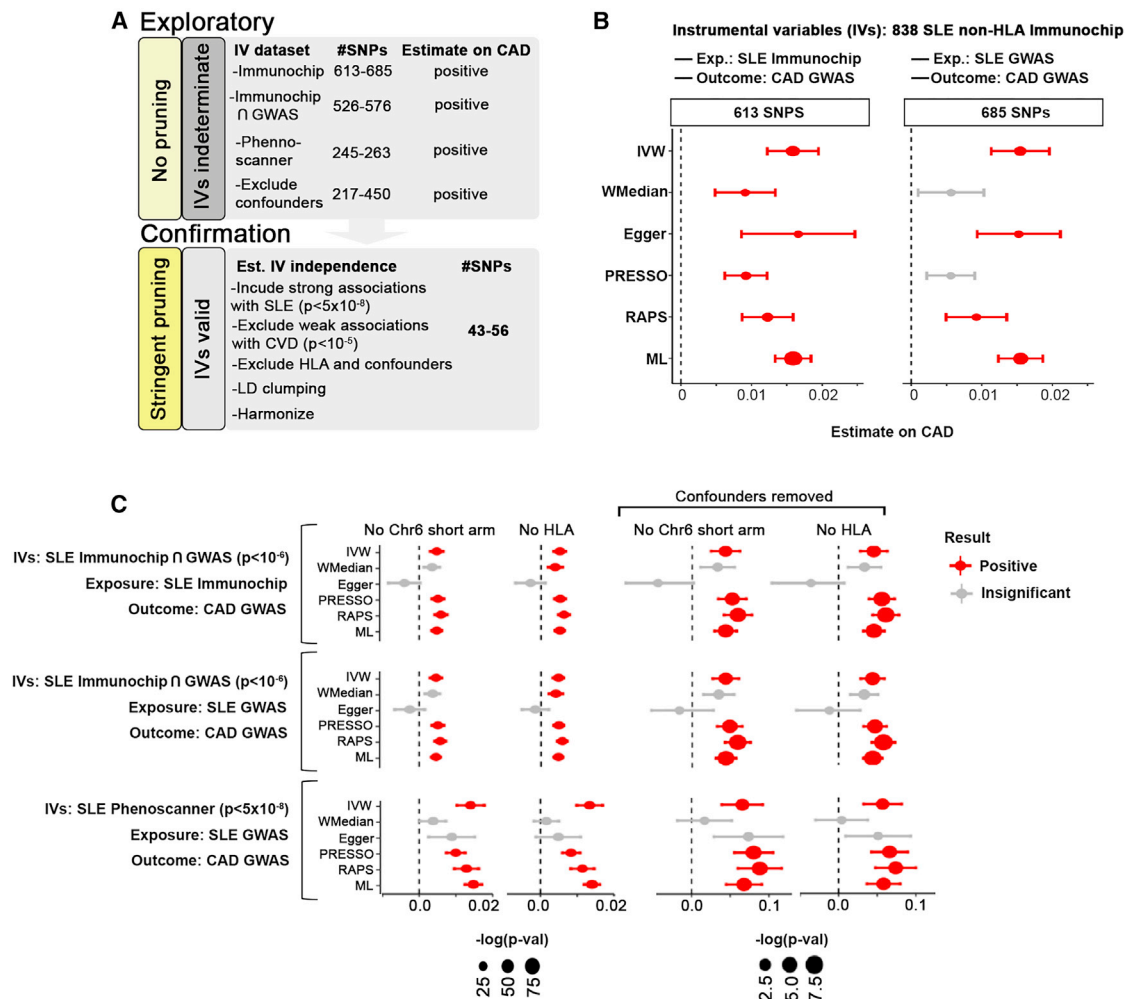 A
Exploratory
No pruning
IVs indeterminate
IV dataset #SNPs Estimate on CAD
-Immunochip 613-685 positive
-Immunochip
∩ GWAS 526-576 positive
-Phenno-
scanner 245-263 positive
-Exclude
confounders 217-450 positive
Confirmation
Stringent pruning
IVs valid
Est. IV independence #SNPs
-Incude strong associations
with SLE (p<5x10⁻⁸)
-Exclude weak associations
with CVD (p<10⁻⁵)
43-56
-Exclude HLA and confounders
-LD clumping
-Harmonize
B
Instrumental variables (IVs): 838 SLE non-HLA Immunochip
Exp.: SLE Immunochip
Outcome: CAD GWAS
Exp.: SLE GWAS
Outcome: CAD GWAS
613 SNPS
685 SNPs
IVW
WMedian
Egger
PRESSO
RAPS
ML
0 0.01 0.02
0 0.01 0.02
Estimate on CAD
C
Confounders removed
No Chr6 short arm
No HLA
No Chr6 short arm
No HLA
IVs: SLE Immunochip ∩ GWAS (p<10⁻⁶)
Exposure: SLE Immunochip
Outcome: CAD GWAS
IVW
WMedian
Egger
PRESSO
RAPS
ML
Result
Positive
Insignificant
IVs: SLE Immunochip ∩ GWAS (p<10⁻⁶)
Exposure: SLE GWAS
Outcome: CAD GWAS
IVW
WMedian
Egger
PRESSO
RAPS
ML
IVs: SLE Phenoscanner (p<5x10⁻⁸)
Exposure: SLE GWAS
Outcome: CAD GWAS
IVW
WMedian
Egger
PRESSO
RAPS
ML
0.0 0.02
0.0 0.02
0.0 0.1
0.0 0.1
-log(p-val)
25
50
75
-log(p-val)
2.5
5.0
7.5